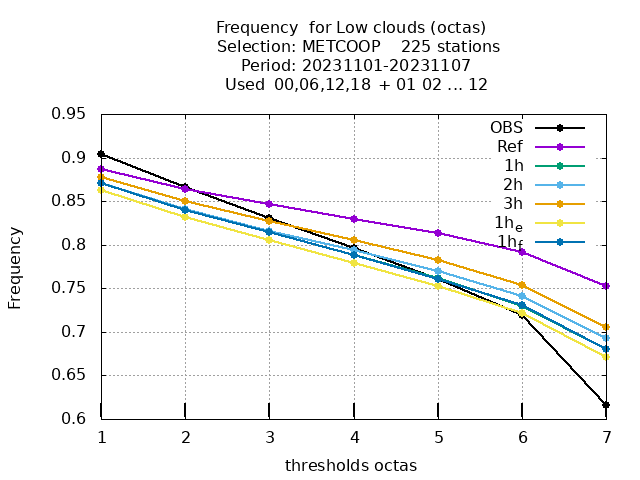 Frequency  for Low clouds (octas)
Selection: METCOOP    225 stations
Period: 20231101-20231107
Used  00,06,12,18 + 01 02 ... 12
0.95
0.9
0.85
0.8
0.75
0.7
0.65
0.6
Frequency
OBS
Ref
1h
2h
3h
1he
1hf
1 2 3 4 5 6 7
thresholds octas